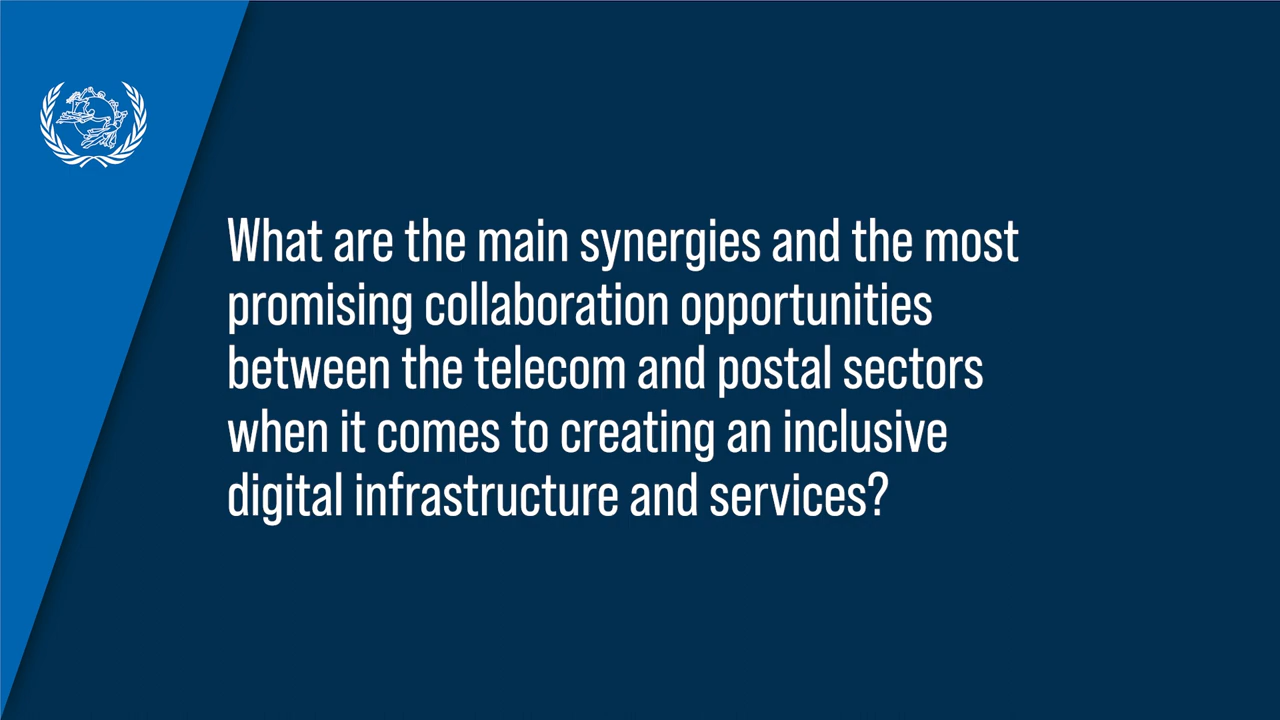 What are the main synergies and the most
promising collaboration opportunities
between the telecom and postal sectors
when it comes to creating an inclusive
digital infrastructure and services?